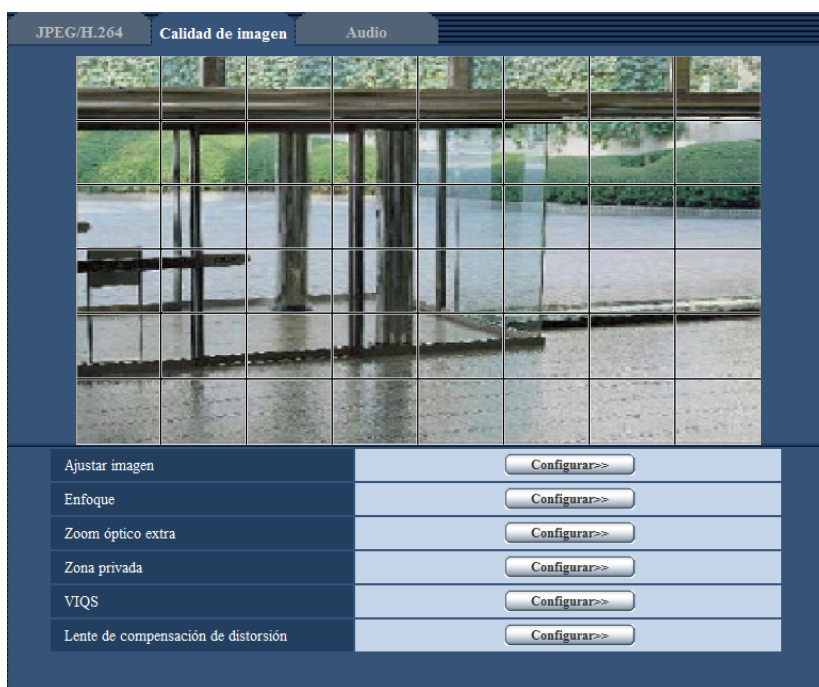 JPEG/H.264 Calidad de imagen Audio
Ajustar imagen Configurar>>
Enfoque Configurar>>
Zoom óptico extra Configurar>>
Zona privada Configurar>>
VIQS Configurar>>
Lente de compensación de distorsión Configurar>>